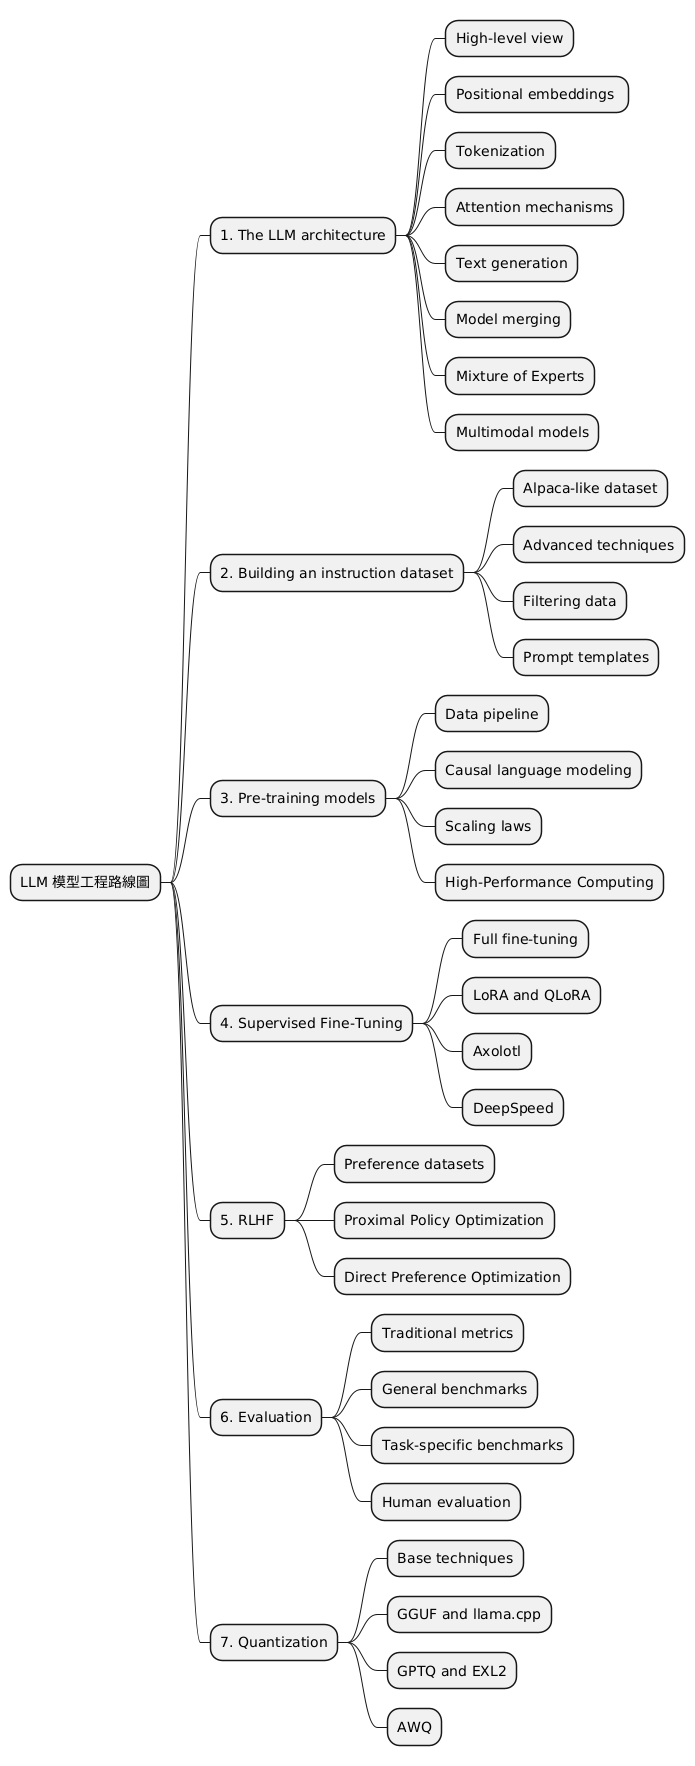 LLM 模型工程路線圖
1. The LLM architecture
High-level view
Positional embeddings
Tokenization
Attention mechanisms
Text generation
Model merging
Mixture of Experts
Multimodal models
2. Building an instruction dataset
Alpaca-like dataset
Advanced techniques
Filtering data
Prompt templates
3. Pre-training models
Data pipeline
Causal language modeling
Scaling laws
High-Performance Computing
4. Supervised Fine-Tuning
Full fine-tuning
LoRA and QLoRA
Axolotl
DeepSpeed
5. RLHF
Preference datasets
Proximal Policy Optimization
Direct Preference Optimization
6. Evaluation
Traditional metrics
General benchmarks
Task-specific benchmarks
Human evaluation
7. Quantization
Base techniques
GGUF and llama.cpp
GPTQ and EXL2
AWQ